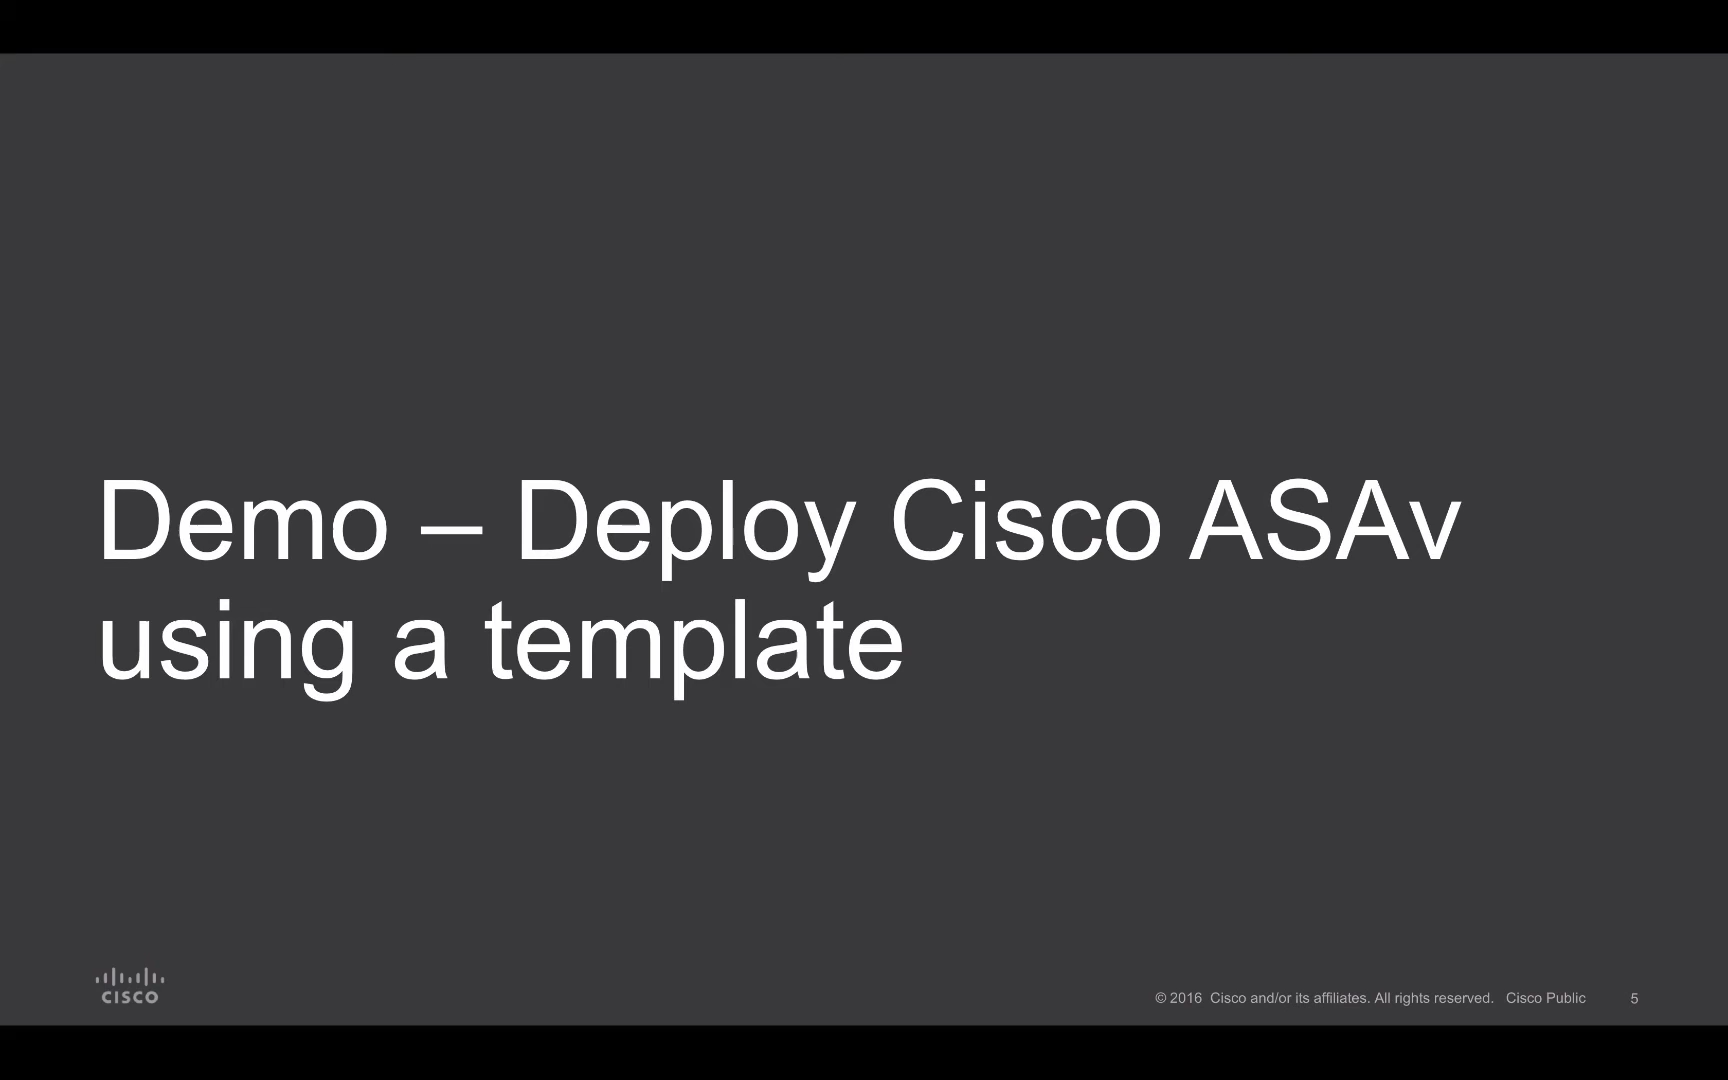 Demo – Deploy Cisco ASAv
using a template
CISCO
© 2016 Cisco and/or its affiliates. All rights reserved. Cisco Public 5